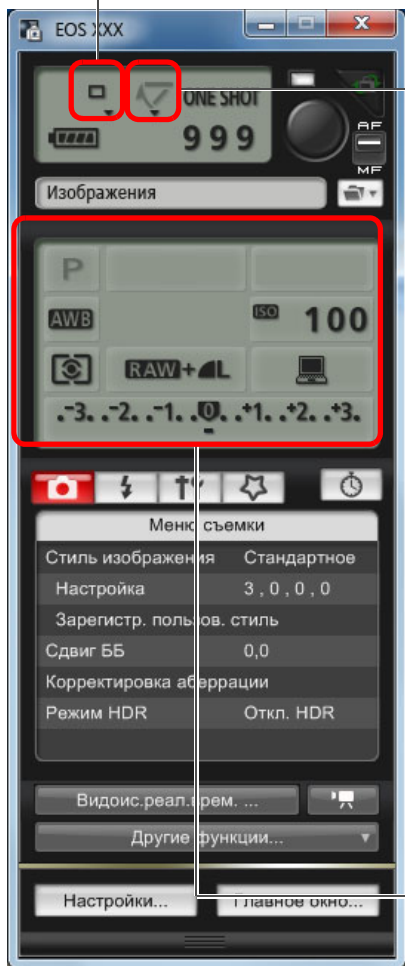 EOS XXX
ONE SHOT
999
AF
MF
Изображения
P
AWB
ISO 100
RAW+L
.-3. .-2. .-1. .0. .+1. .+2. .+3.
Меню съемки
Стиль изображения Стандартное
Настройка 3 , 0 , 0 , 0
Зарегистр. пользов. стиль
Сдвиг ББ 0,0
Корректировка аберрации
Режим HDR Откл. HDR
Видоис.реал.врем. ...
Другие функции...
Настройки... Главное окно...